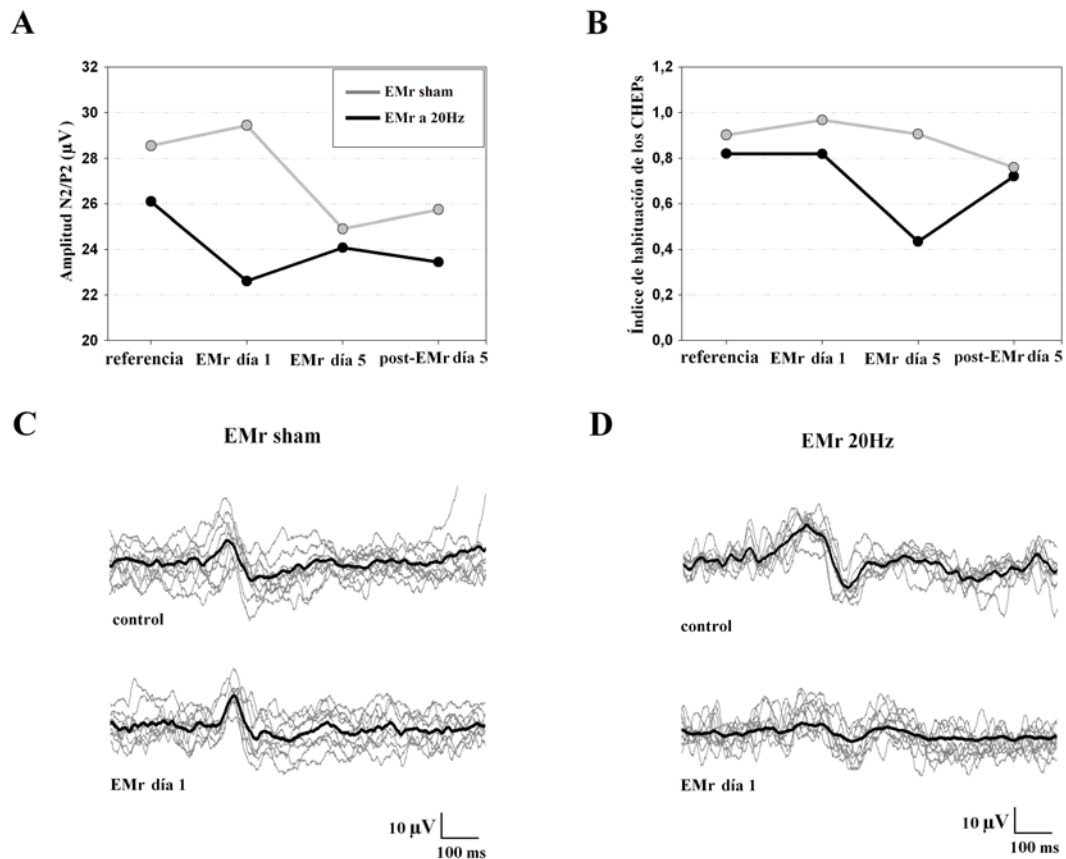 A
Amplitud N2/P2 (µV)
32
30
28
26
24
22
20
EMr sham
EMr a 20Hz
referencia
EMr día 1
EMr día 5
post-EMr día 5
B
Índice de habituación de los CHEPs
1,2
1,0
0,8
0,6
0,4
0,2
0,0
referencia
EMr día 1
EMr día 5
post-EMr día 5
C
EMr sham
control
EMr día 1
10 µV
100 ms
D
EMr 20Hz
control
EMr día 1
10 µV
100 ms